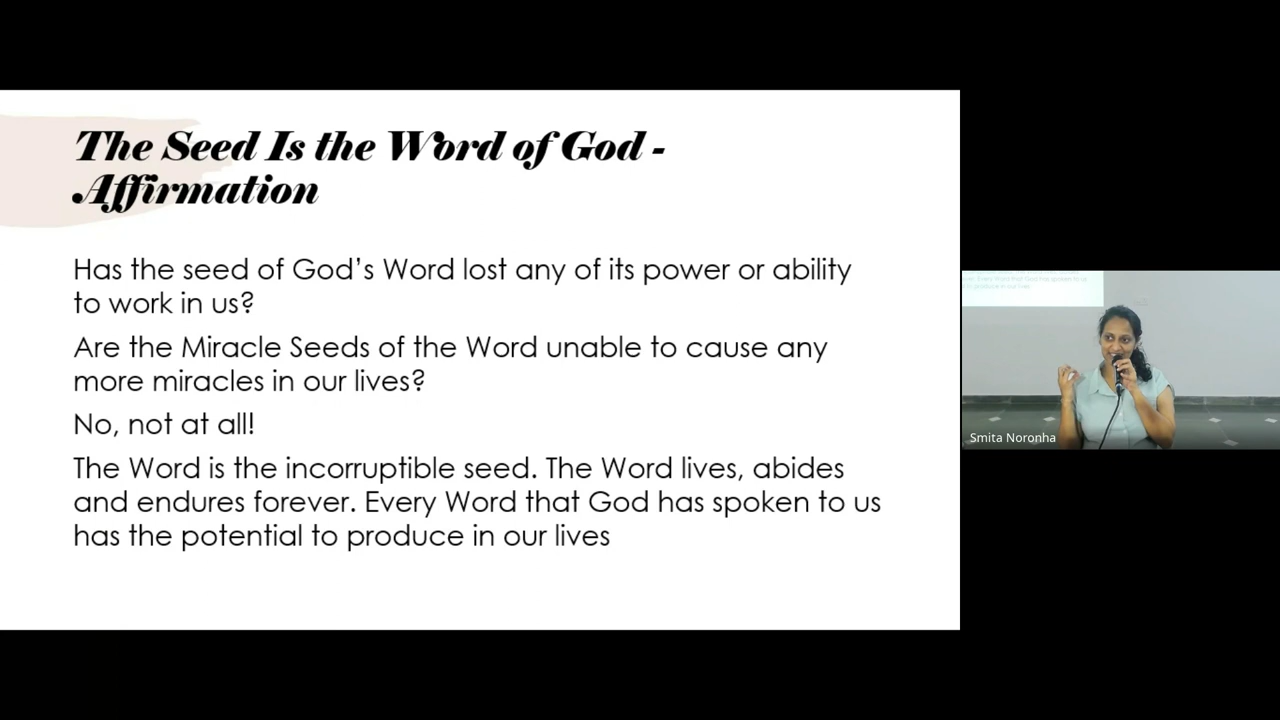 The Seed Is the Word of God -
Affirmation
Has the seed of God’s Word lost any of its power or ability
to work in us?
Are the Miracle Seeds of the Word unable to cause any
more miracles in our lives?
No, not at all!
The Word is the incorruptible seed. The Word lives, abides
and endures forever. Every Word that God has spoken to us
has the potential to produce in our lives
Smita Noronha